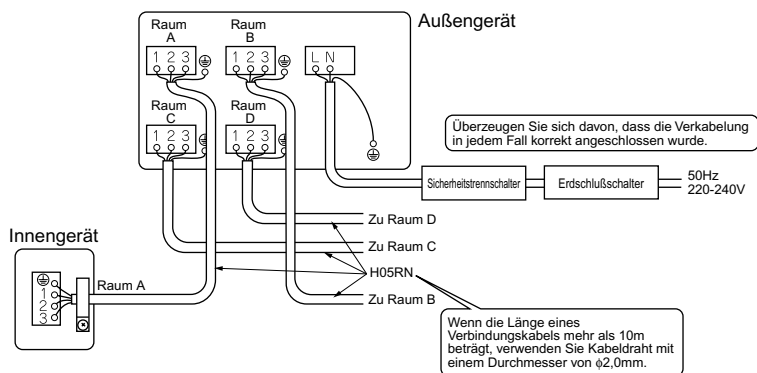 Außengerät
Raum
A
Raum
B
1 2 3
1 2 3
L N
Raum
C
Raum
D
1 2 3
1 2 3
Überzeugen Sie sich davon, dass die Verkabelung
in jedem Fall korrekt angeschlossen wurde.
Sicherheitstrennschalter
Erdschlußschalter
50Hz
220-240V
Zu Raum D
Zu Raum C
H05RN
Zu Raum B
Innengerät
Raum A
1
2
3
Wenn die Länge eines
Verbindungskabels mehr als 10m
beträgt, verwenden Sie Kabeldraht mit
einem Durchmesser von ϕ2,0mm.